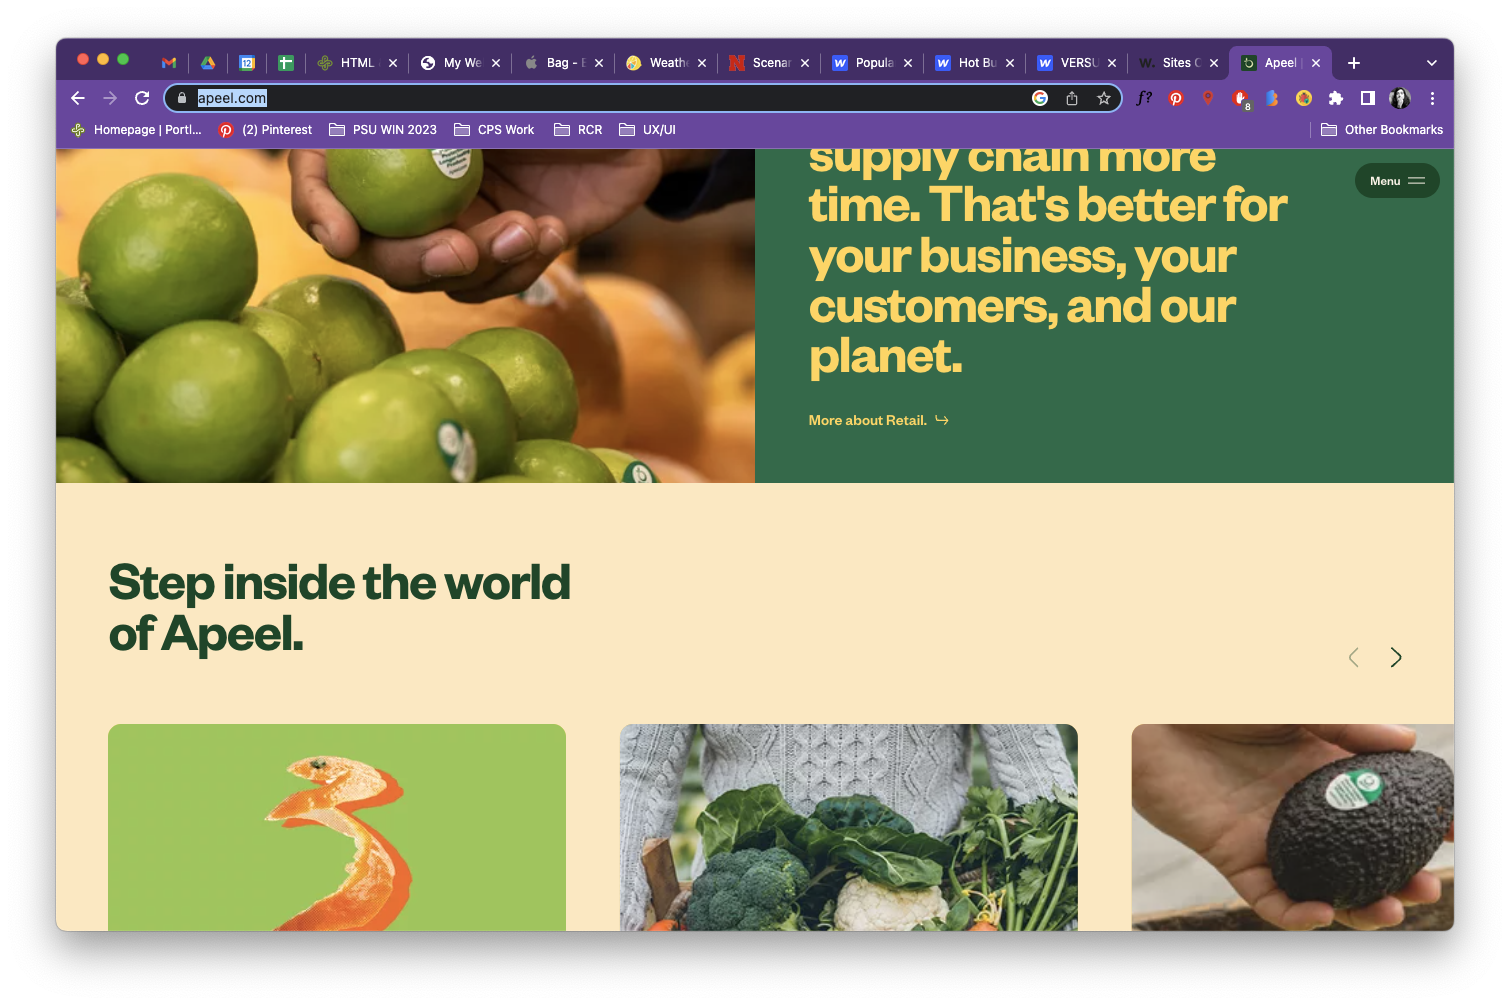 HTML
My We
Bag - E
Weath
Scenar
Popula
Hot Bu
VERSU
Sites C
Apeel |
apeel.com
f?
8
Homepage | Portl...
(2) Pinterest
PSU WIN 2023
CPS Work
RCR
UX/UI
Other Bookmarks
Menu
supply chain more
time. That's better for
your business, your
customers, and our
planet.
More about Retail.
Step inside the world
of Apeel.